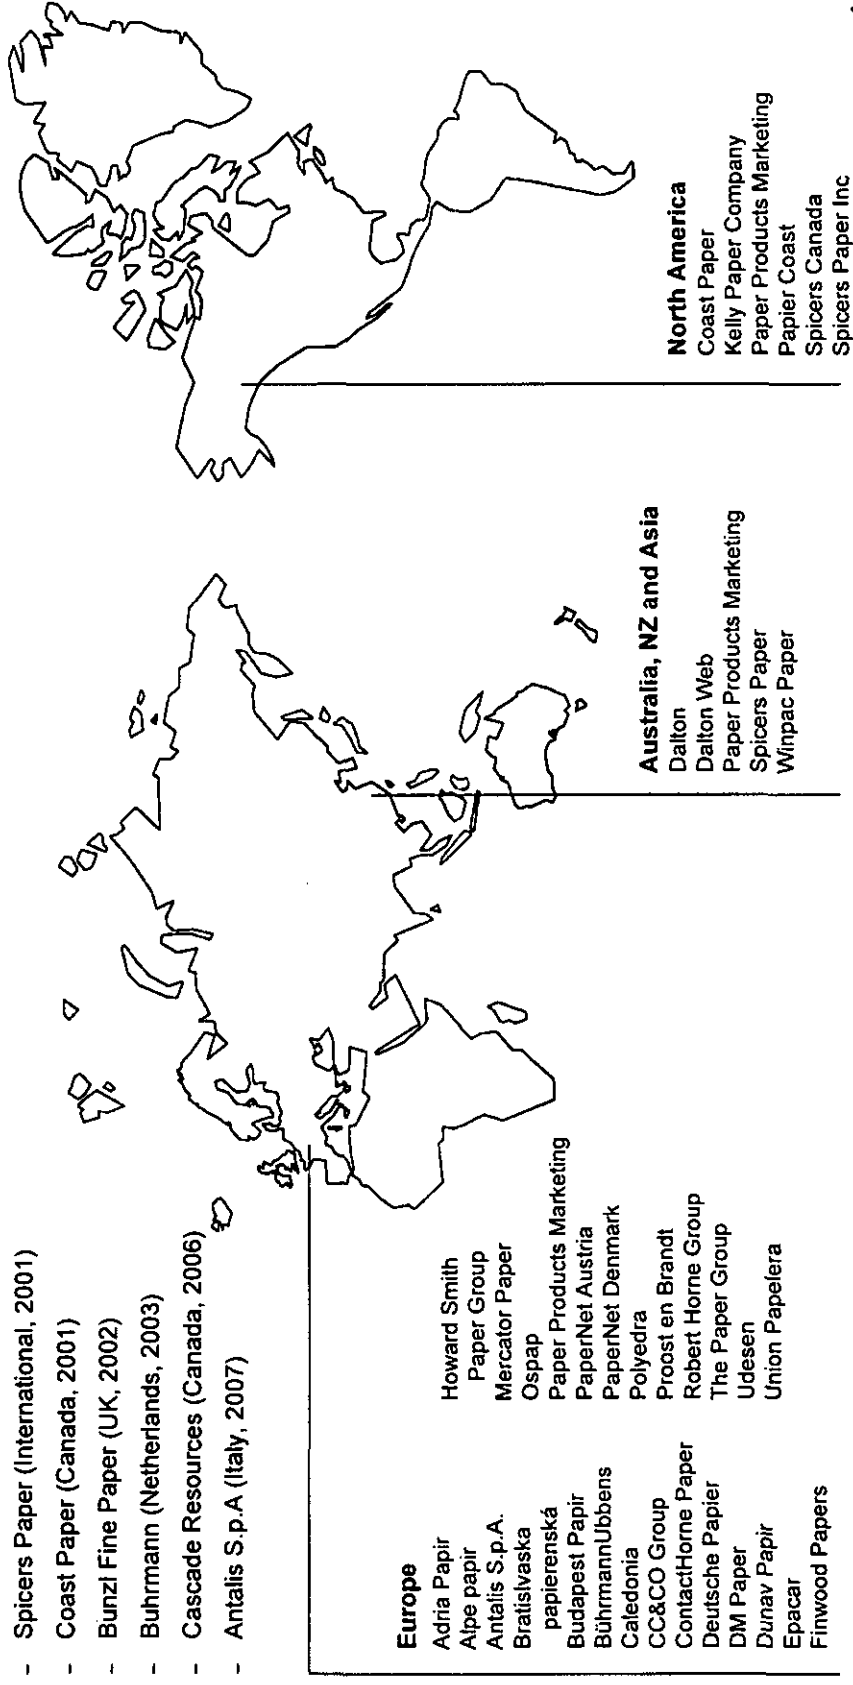 - Spicers Paper (International, 2001)
- Coast Paper (Canada, 2001)
- Bunzl Fine Paper (UK, 2002)
- Buhrmann (Netherlands, 2003)
- Cascade Resources (Canada, 2006)
- Antalis S.p.A (Italy, 2007)
Europe
Adria Papir
Alpe papir
Antalis S.p.A.
Bratislvaska
papierenská
Budapest Papir
BührmannUbbens
Caledonia
CC&CO Group
ContactHorne Paper
Deutsche Papier
DM Paper
Dunav Papir
Epacar
Finwood Papers
Howard Smith
Paper Group
Mercator Paper
Ospap
Paper Products Marketing
PaperNet Austria
PaperNet Denmark
Polyedra
Proost en Brandt
Robert Horne Group
The Paper Group
Udesen
Union Papelera
Australia, NZ and Asia
Dalton
Dalton Web
Paper Products Marketing
Spicers Paper
Winpac Paper
North America
Coast Paper
Kelly Paper Company
Paper Products Marketing
Papier Coast
Spicers Canada
Spicers Paper Inc